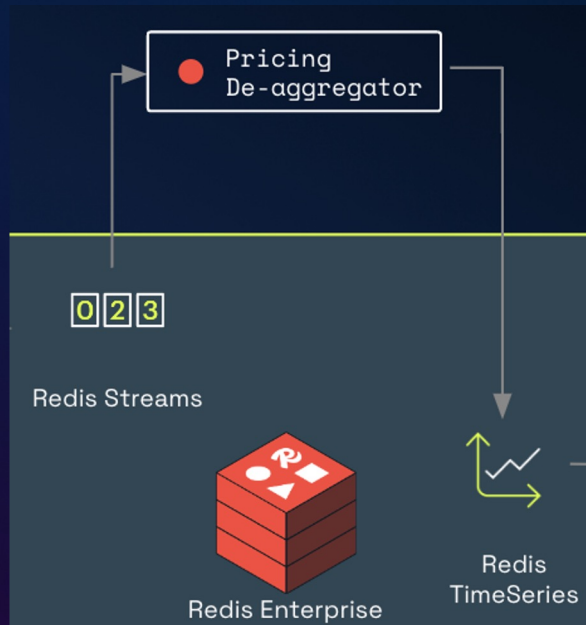 Pricing
De-aggregator
0 2 3
Redis Streams
Redis Enterprise
Redis
TimeSeries